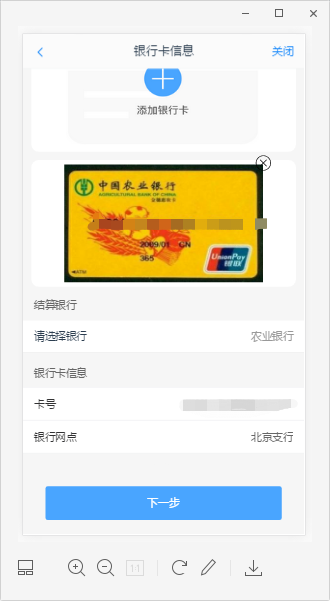 银行卡信息
关闭
添加银行卡
中国农业银行
AGRICULTURAL BANK OF CHINA
2009/01 CN
365
ATM
UnionPay
银联
结算银行
请选择银行 农业银行
银行卡信息
卡号
银行网点 北京支行
下一步
1:1